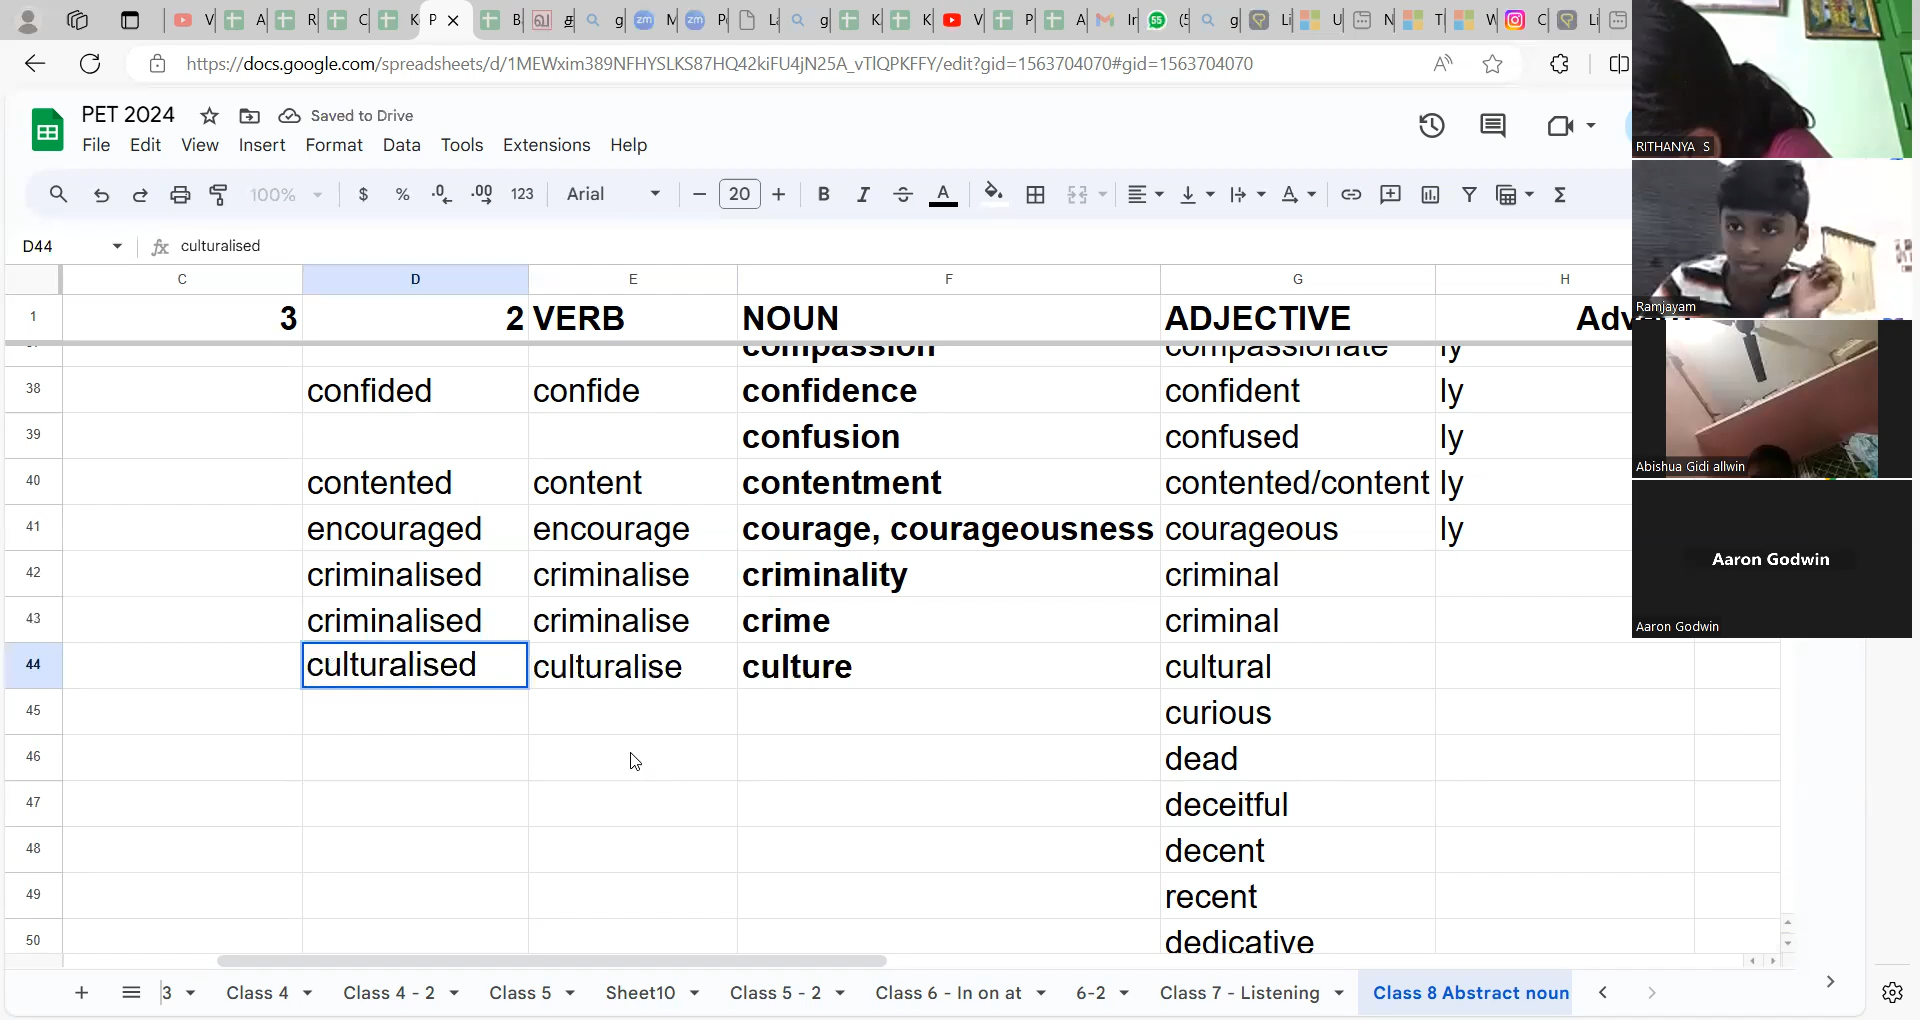 https://docs.google.com/spreadsheets/d/1MEWxim389NFHYSLKS87HQ42kiFU4jN25A_vTlQPKFFY/edit?gid=1563704070#gid=1563704070
PET 2024
Saved to Drive
File Edit View Insert Format Data Tools Extensions Help
100% $ % .0 .00 123 Arial 20
D44 fx culturalised
C D E F G H
1 3 2 VERB NOUN ADJECTIVE
compassion compassionate ly
38 confided confide confidence confident ly
39 confusion confused ly
40 contented content contentment contented/content ly
41 encouraged encourage courage, courageousness courageous ly
42 criminalised criminalise criminality criminal
43 criminalised criminalise crime criminal
44 culturalised culturalise culture cultural
45 curious
46 dead
47 deceitful
48 decent
49 recent
50 dedicative
3 Class 4 Class 4 - 2 Class 5 Sheet10 Class 5 - 2 Class 6 - In on at 6-2 Class 7 - Listening Class 8 Abstract noun
RITHANYA S
Ramjayam
Abishua Gidi allwin
Aaron Godwin
Aaron Godwin